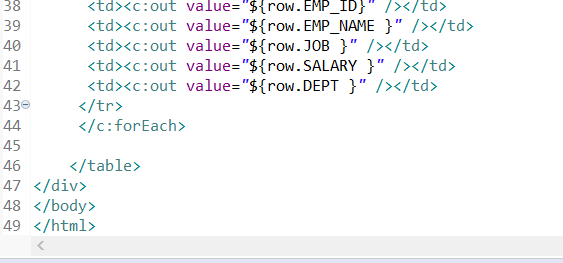 38 <td><c:out value="${row.EMP_ID}" /></td>
39 <td><c:out value="${row.EMP_NAME }" /></td>
40 <td><c:out value="${row.JOB }" /></td>
41 <td><c:out value="${row.SALARY }" /></td>
42 <td><c:out value="${row.DEPT }" /></td>
43 </tr>
44 </c:forEach>
45
46 </table>
47 </div>
48 </body>
49 </html>